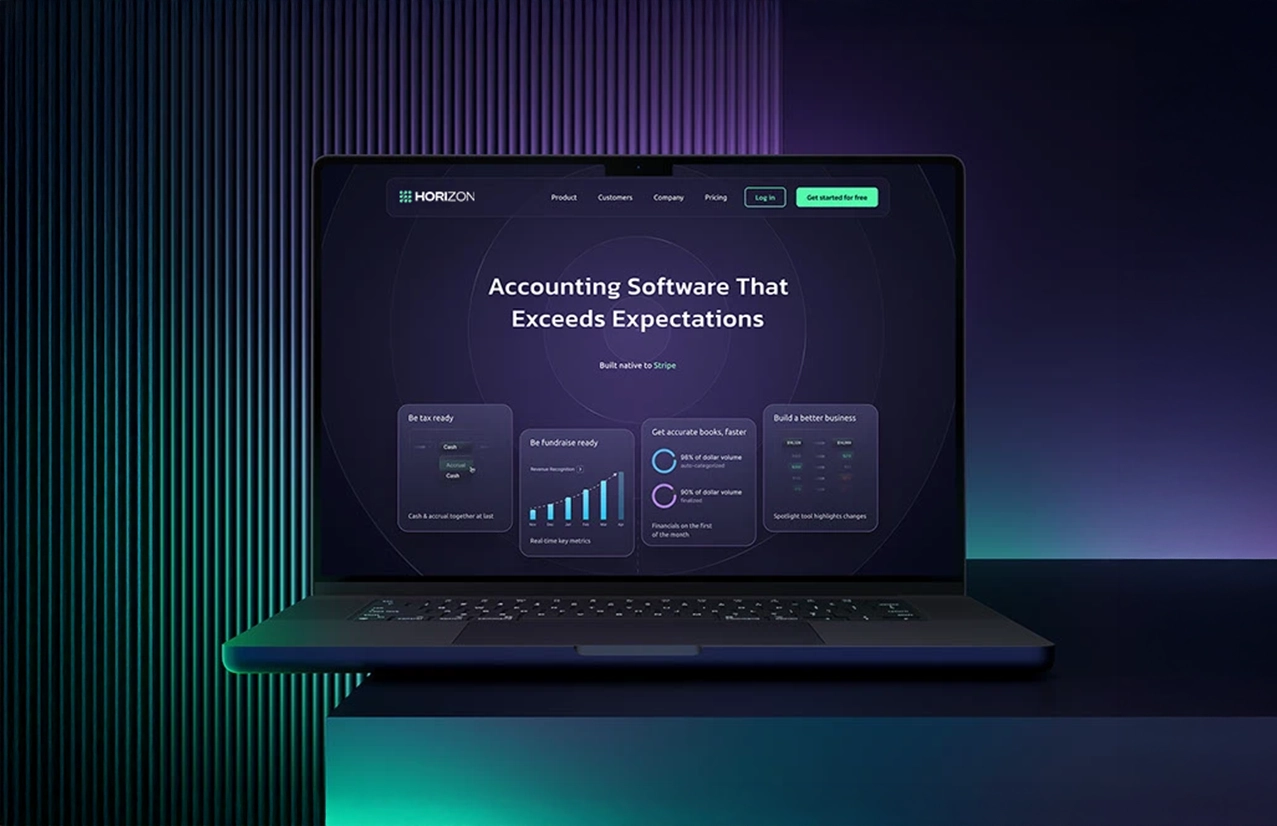 HORIZON
Product
Customers
Company
Pricing
Log in
Get started for free
Accounting Software That
Exceeds Expectations
Built native to Stripe
Be tax ready
Cash
Accrual
Cash
Cash & accrual together at last
Be fundraise ready
Revenue Recognition
Real-time key metrics
Get accurate books, faster
98% of dollar volume
auto-categorized
90% of dollar volume
finalized
Financials on the first
of the month
Build a better business
Spotlight tool highlights changes